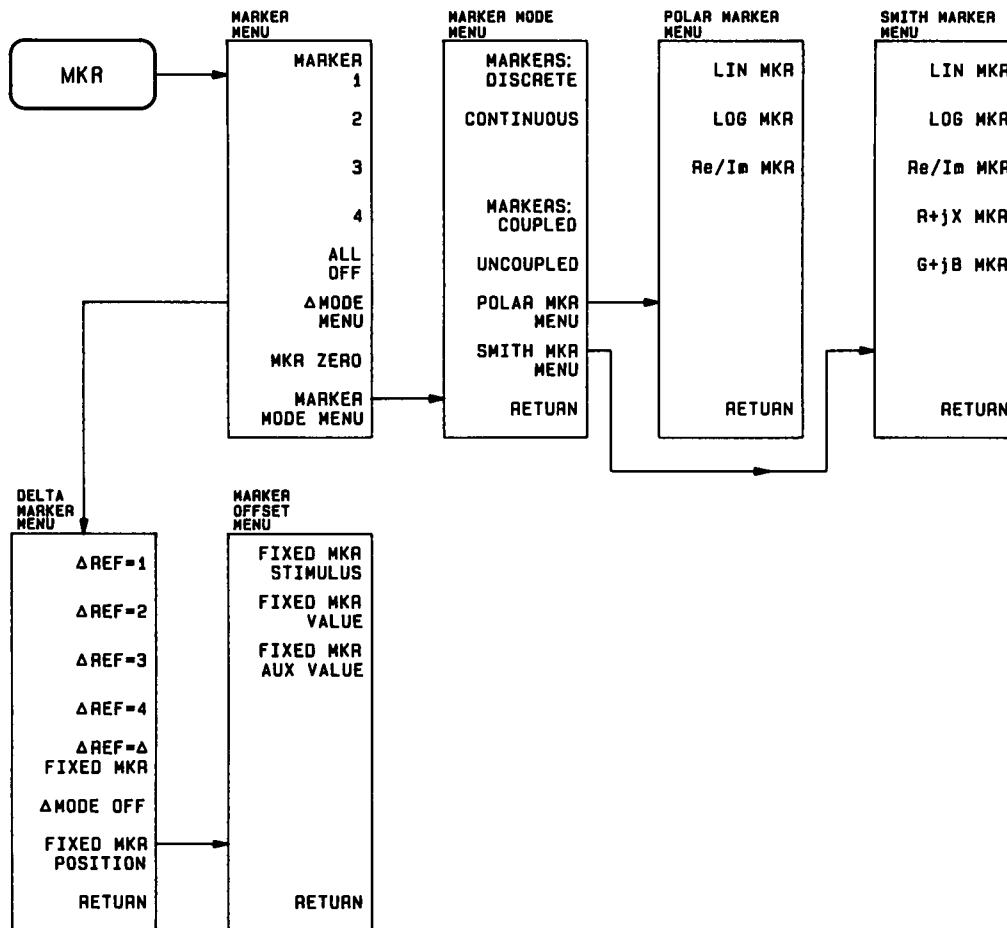 MKR
MARKER
MENU
MARKER
1
2
3
4
ALL
OFF
ΔMODE
MENU
MKR ZERO
MARKER
MODE MENU
MARKER MODE
MENU
MARKERS:
DISCRETE
CONTINUOUS
MARKERS:
COUPLED
UNCOUPLED
POLAR MKR
MENU
SMITH MKR
MENU
RETURN
POLAR MARKER
MENU
LIN MKR
LOG MKR
Re/Im MKR
RETURN
SMITH MARKER
MENU
LIN MKR
LOG MKR
Re/Im MKR
R+jX MKR
G+jB MKR
RETURN
DELTA
MARKER
MENU
ΔREF=1
ΔREF=2
ΔREF=3
ΔREF=4
ΔREF=Δ
FIXED MKR
ΔMODE OFF
FIXED MKR
POSITION
RETURN
MARKER
OFFSET
MENU
FIXED MKR
STIMULUS
FIXED MKR
VALUE
FIXED MKR
AUX VALUE
RETURN